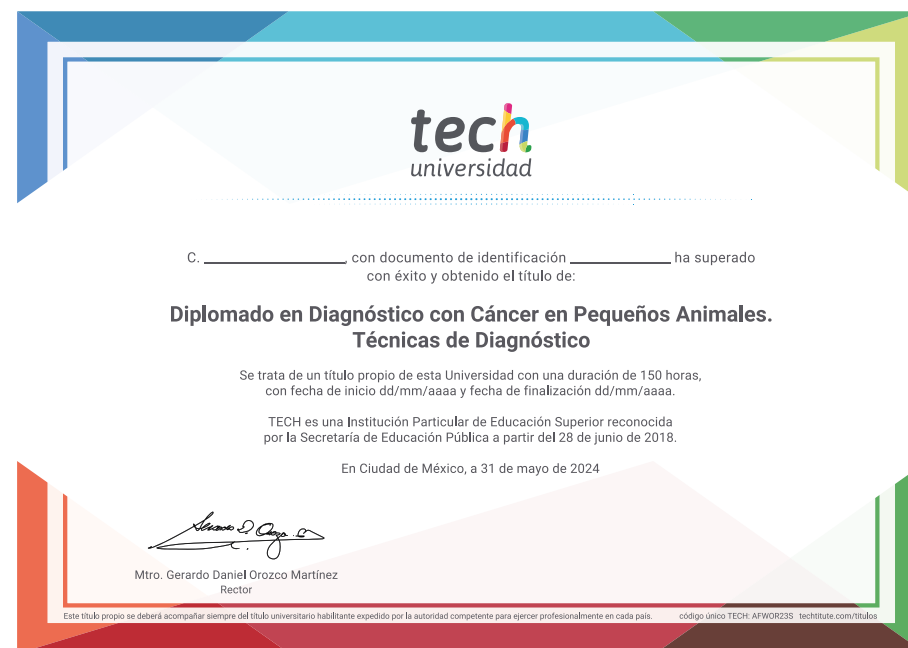 tech
universidad
C. ____________, con documento de identificación ____________ ha superado
con éxito y obtenido el título de:
Diplomado en Diagnóstico con Cáncer en Pequeños Animales.
Técnicas de Diagnóstico
Se trata de un título propio de esta Universidad con una duración de 150 horas,
con fecha de inicio dd/mm/aaaa y fecha de finalización dd/mm/aaaa.
TECH es una Institución Particular de Educación Superior reconocida
por la Secretaría de Educación Pública a partir del 28 de junio de 2018.
En Ciudad de México, a 31 de mayo de 2024
Mtro. Gerardo Daniel Orozco Martínez
Rector
Este título propio se deberá acompañar siempre del título universitario habilitante expedido por la autoridad competente para ejercer profesionalmente en cada país. código único TECH: AFWOR23S techtitute.com/titulos